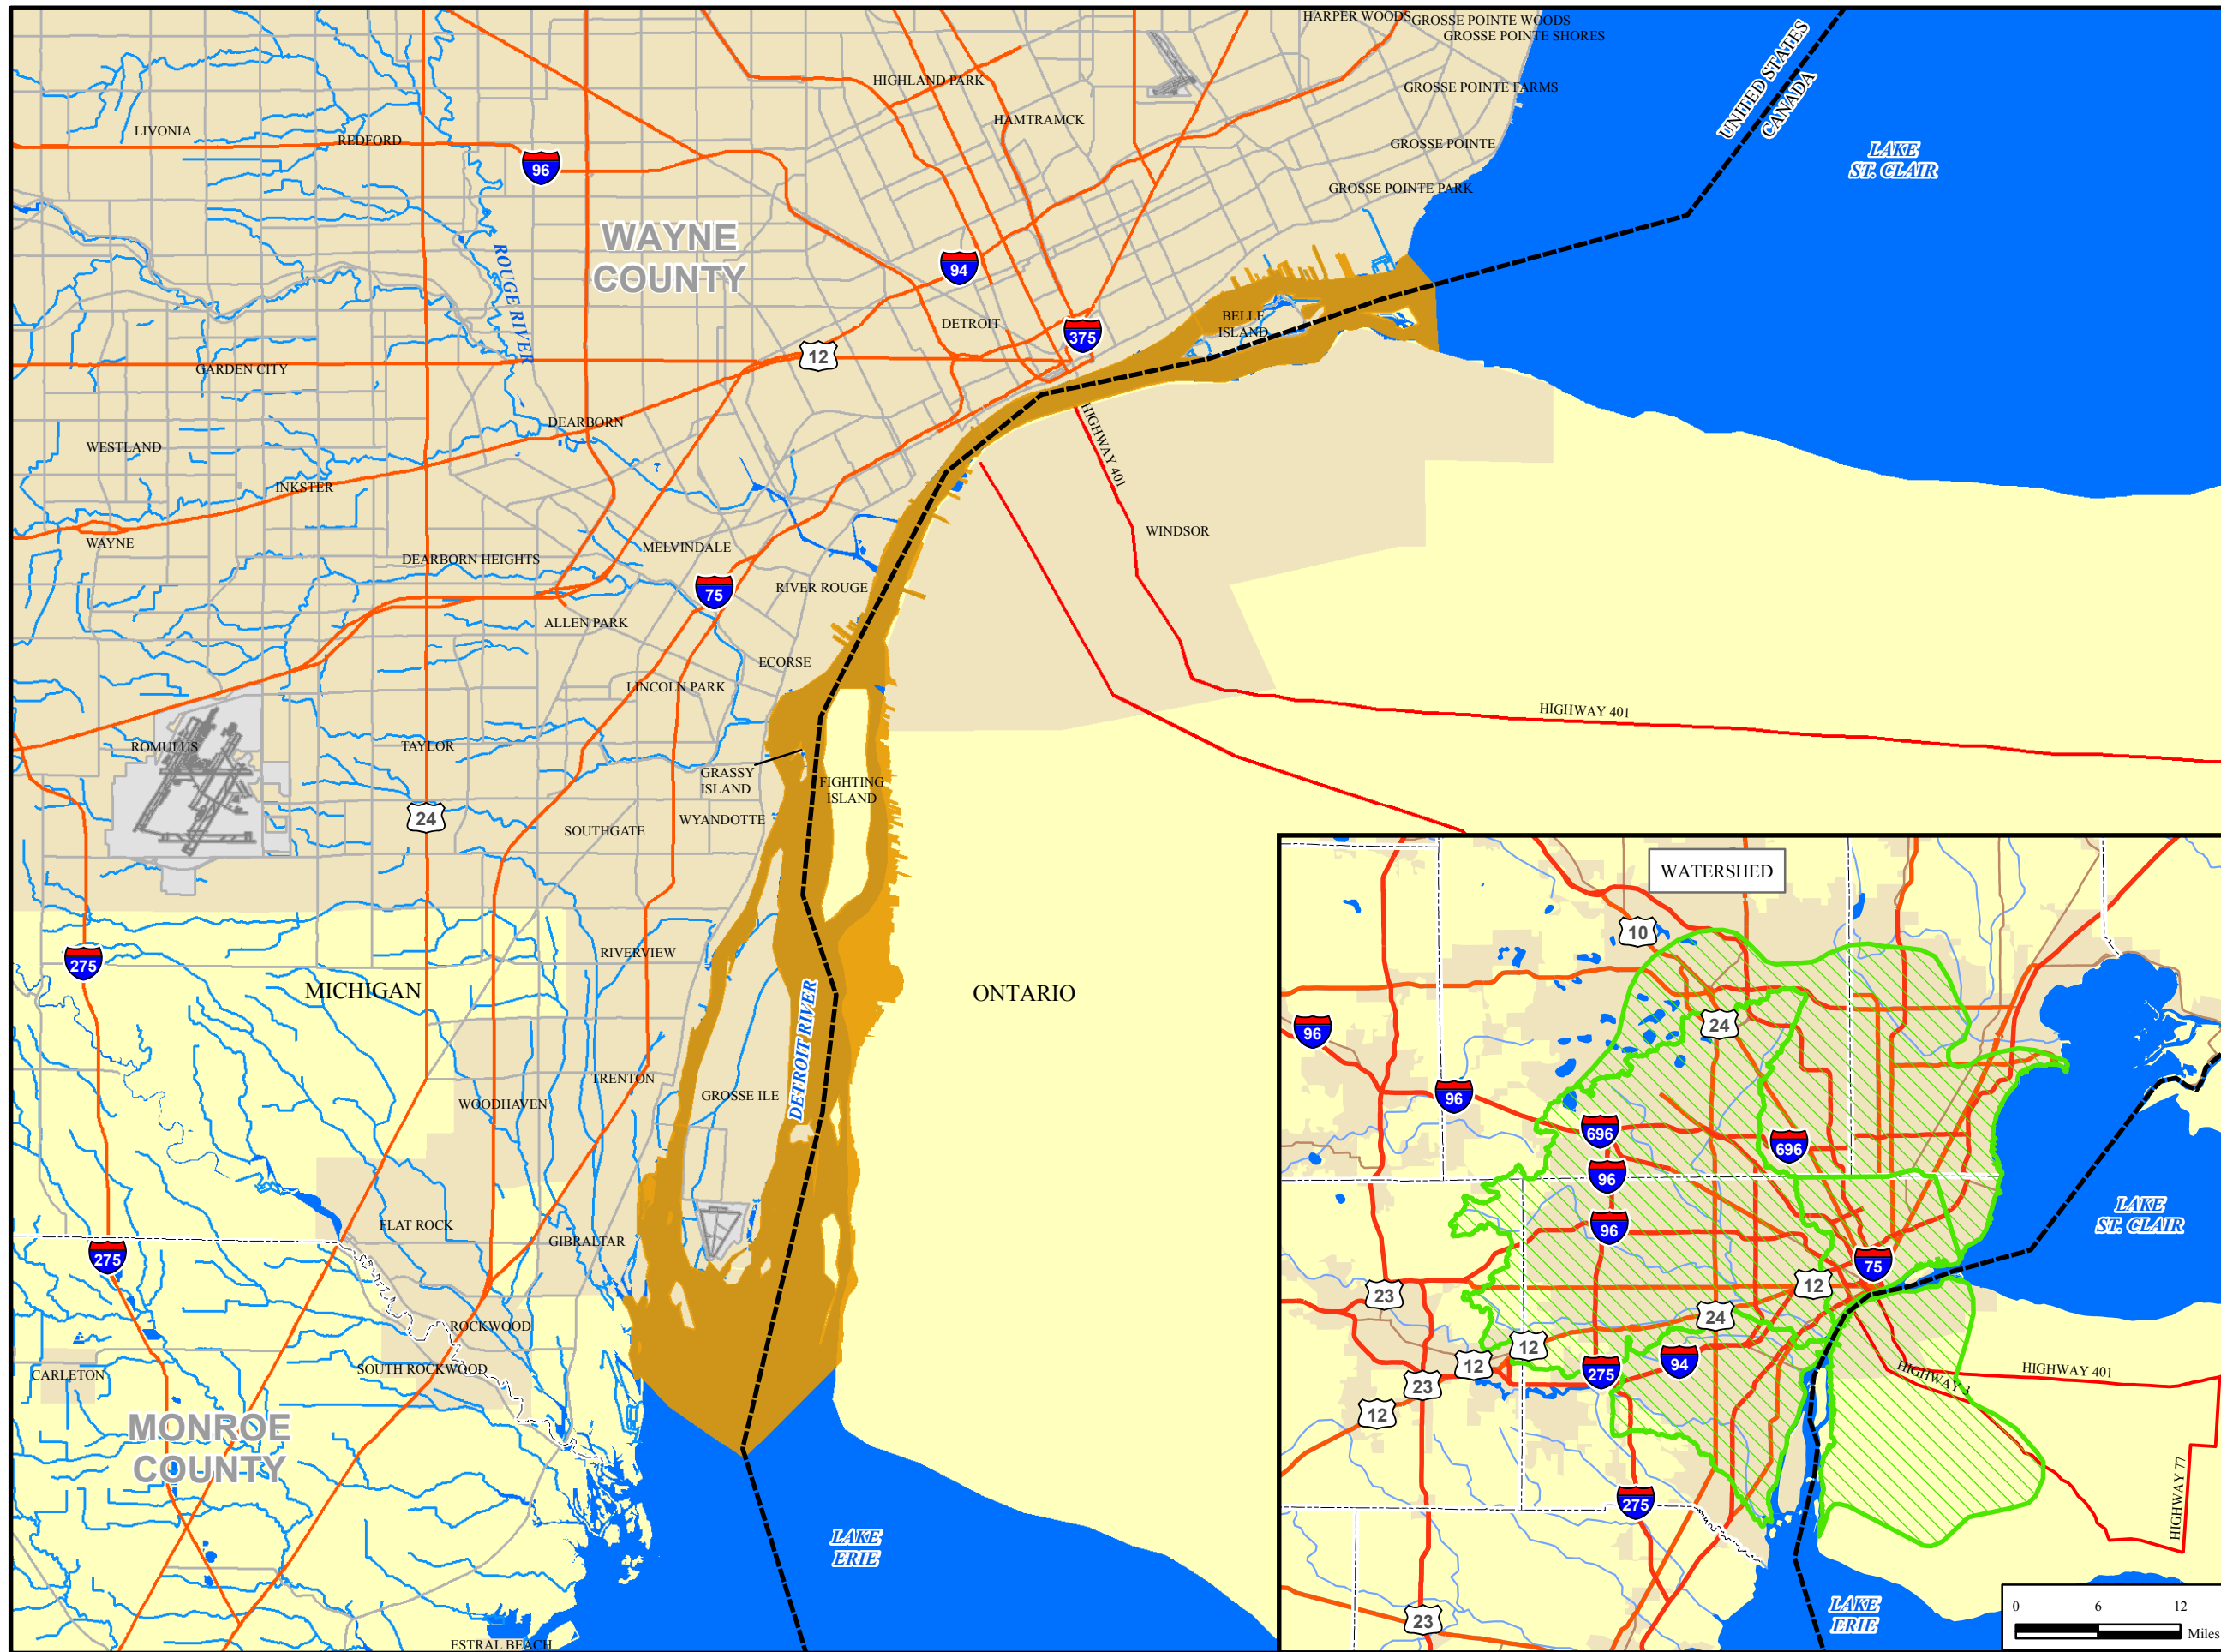 HARPER WOODS
GROSSE POINTE WOODS
GROSSE POINTE SHORES
HIGHLAND PARK
GROSSE POINTE FARMS
UNITED STATES
CANADA
HAMTRAMCK
LIVONIA
REDFORD
GROSSE POINTE
LAKE
ST. CLAIR
96
GROSSE POINTE PARK
WAYNE
COUNTY
ROUGE RIVER
94
BELLE
ISLAND
DETROIT
375
12
GARDEN CITY
DEARBORN
HIGHWAY 401
WESTLAND
INKSTER
WINDSOR
WAYNE
MELVINDALE
DEARBORN HEIGHTS
75
RIVER ROUGE
ALLEN PARK
ECORSE
LINCOLN PARK
HIGHWAY 401
ROMULUS
TAYLOR
GRASSY
ISLAND
FIGHTING
ISLAND
24
WYANDOTTE
SOUTHGATE
RIVERVIEW
275
MICHIGAN
ONTARIO
DETROIT RIVER
TRENTON
GROSSE ILE
WOODHAVEN
FLAT ROCK
GIBRALTAR
275
ROCKWOOD
SOUTH ROCKWOOD
CARLETON
MONROE
COUNTY
LAKE
ERIE
ESTRAL BEACH
WATERSHED
10
24
96
96
696
696
96
LAKE
ST. CLAIR
96
75
12
23
24
12
94
12
275
HIGHWAY 3
HIGHWAY 401
23
12
275
HIGHWAY 77
LAKE
ERIE
23
0 6 12
Miles